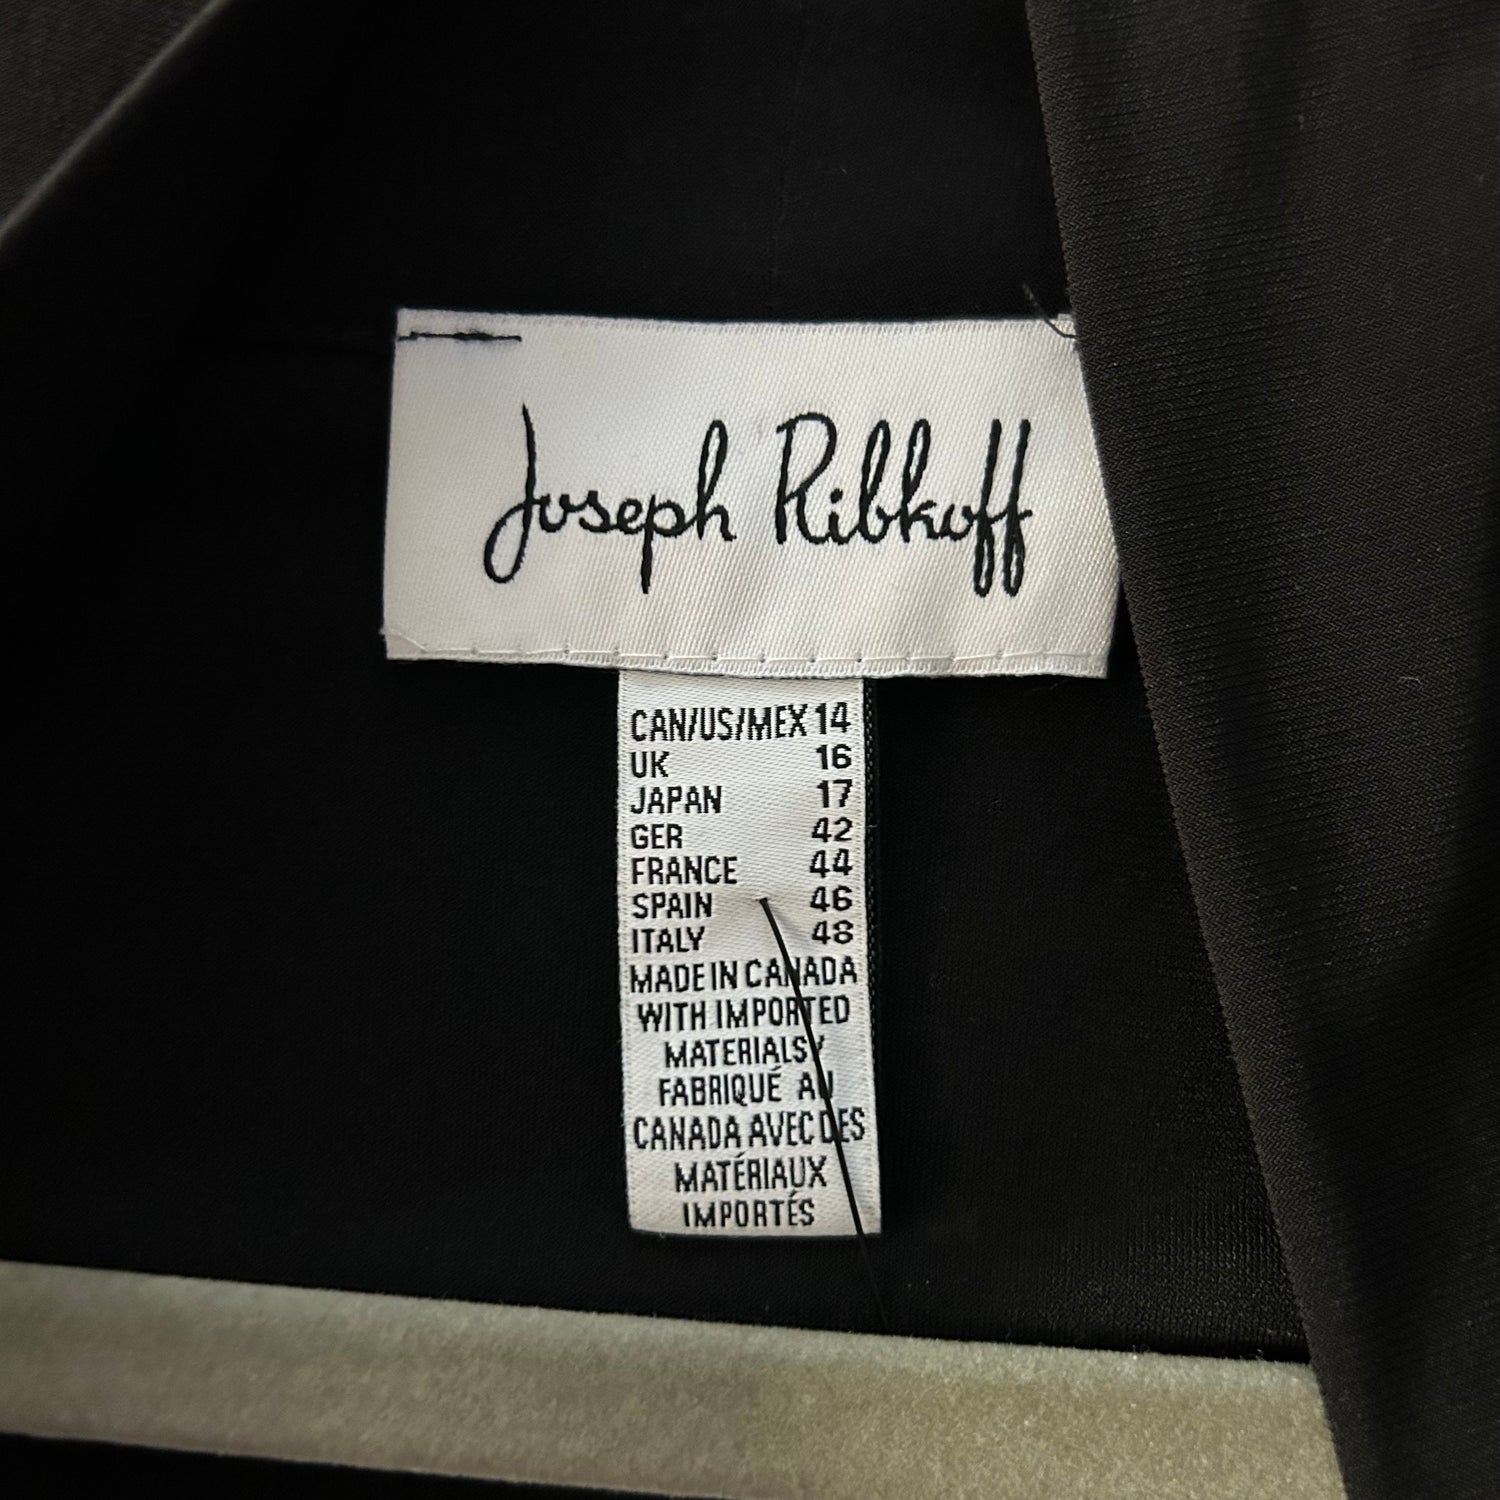 Joseph Ribkoff
CAN/US/MEX 14
UK 16
JAPAN 17
GER 42
FRANCE 44
SPAIN 46
ITALY 48
MADE IN CANADA
WITH IMPORTED
MATERIALS/
FABRIQUÉ AU
CANADA AVEC DES
MATÉRIAUX
IMPORTÉS